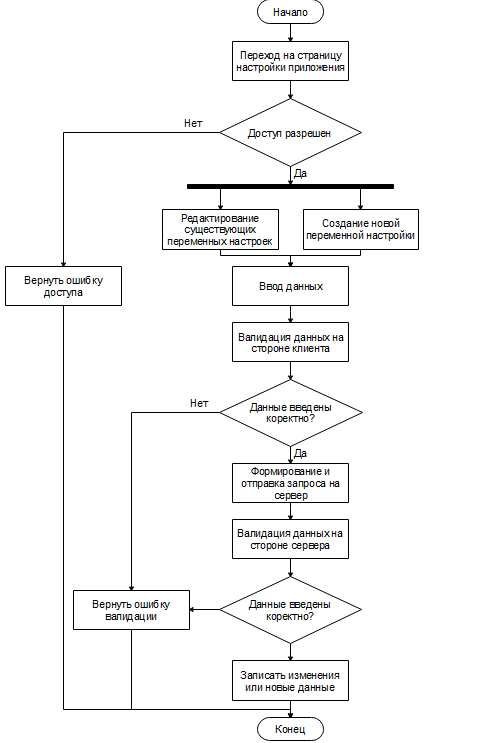 Начало
Переход на страницу
настройки приложения
Нет
Доступ разрешен
Да
Редактирование
существующих
переменных настроек
Создание новой
переменной настройки
Вернуть ошибку
доступа
Ввод данных
Валидация данных на
стороне клиента
Нет
Данные введены
коректно?
Да
Формирование и
отправка запроса на
сервер
Валидация данных на
стороне сервера
Вернуть ошибку
валидации
Данные введены
коректно?
Записать изменения
или новые данные
Конец